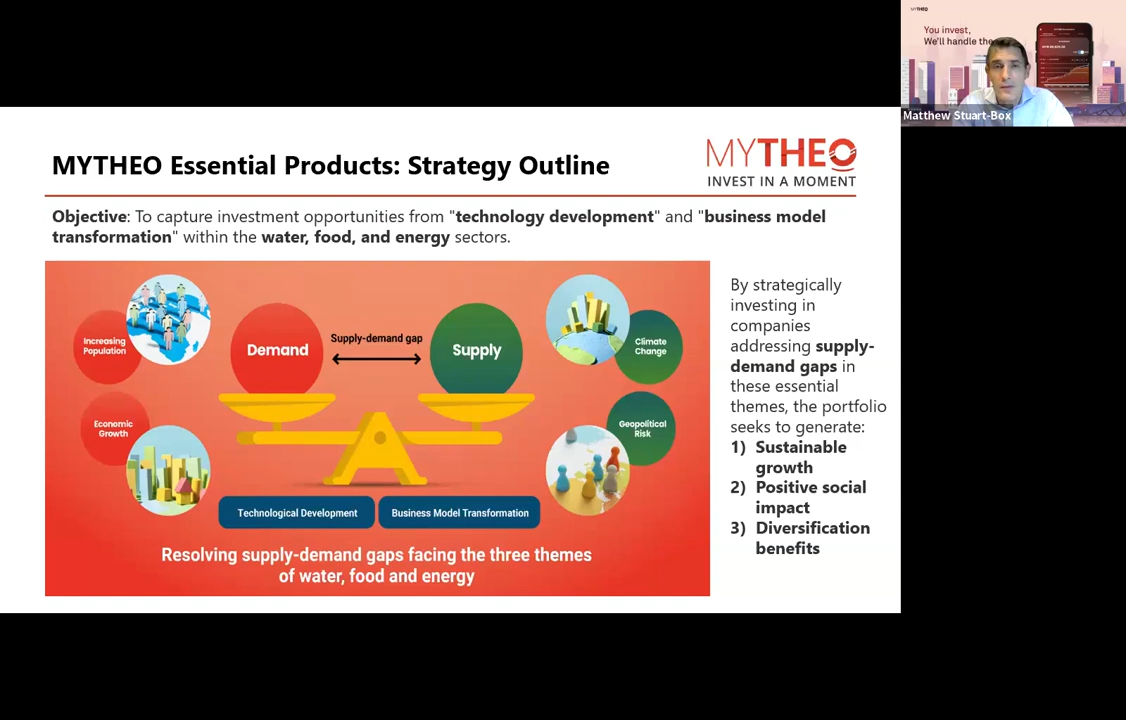 MYTHEO
You invest,
We'll handle the
Matthew Stuart-Box
MYTHEO Essential Products: Strategy Outline
MYTHEO
INVEST IN A MOMENT
Objective: To capture investment opportunities from "technology development" and "business model
transformation" within the water, food, and energy sectors.
Increasing
Population
Economic
Growth
Demand
Supply-demand gap
Supply
Climate
Change
Geopolitical
Risk
Technological Development
Business Model Transformation
Resolving supply-demand gaps facing the three themes
of water, food and energy
By strategically
investing in
companies
addressing supply-
demand gaps in
these essential
themes, the portfolio
seeks to generate:
1) Sustainable
growth
2) Positive social
impact
3) Diversification
benefits